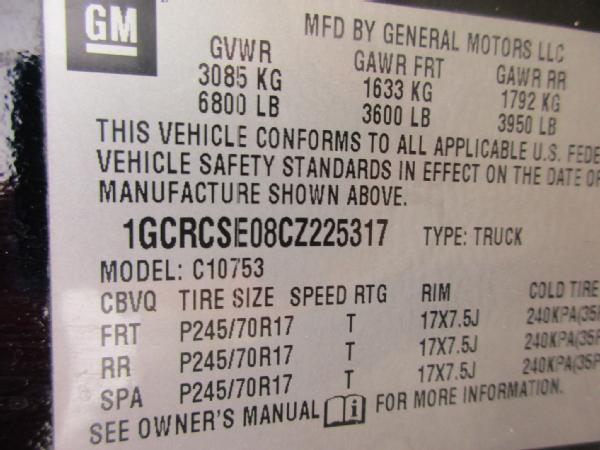 GM
MFD BY GENERAL MOTORS LLC
GVWR GAWR FRT GAWR RR
3085 KG 1633 KG 1792 KG
6800 LB 3600 LB 3950 LB
THIS VEHICLE CONFORMS TO ALL APPLICABLE U.S. FEDE
VEHICLE SAFETY STANDARDS IN EFFECT ON THE DATE OF
MANUFACTURE SHOWN ABOVE.
1GCRCSE08CZ225317 TYPE: TRUCK
MODEL: C10753
CBVQ TIRE SIZE SPEED RTG RIM COLD TIRE
FRT P245/70R17 T 17X7.5J 240KPA(35P
RR P245/70R17 T 17X7.5J 240KPA(35P
SPA P245/70R17 T 17X7.5J 240KPA(35P
SEE OWNER'S MANUAL FOR MORE INFORMATION.